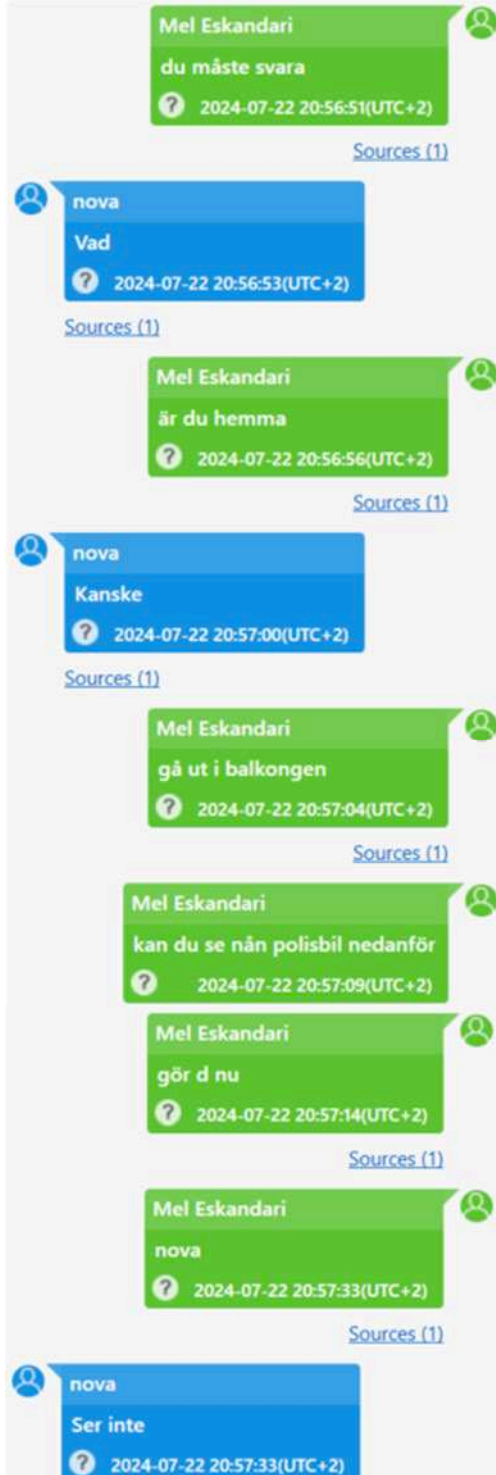 Mel Eskandari
du måste svara
? 2024-07-22 20:56:51(UTC+2)
Sources (1)
nova
Vad
? 2024-07-22 20:56:53(UTC+2)
Sources (1)
Mel Eskandari
är du hemma
? 2024-07-22 20:56:56(UTC+2)
Sources (1)
nova
Kanske
? 2024-07-22 20:57:00(UTC+2)
Sources (1)
Mel Eskandari
gå ut i balkongen
? 2024-07-22 20:57:04(UTC+2)
Sources (1)
Mel Eskandari
kan du se nån polisbil nedanför
? 2024-07-22 20:57:09(UTC+2)
Mel Eskandari
gör d nu
? 2024-07-22 20:57:14(UTC+2)
Sources (1)
Mel Eskandari
nova
? 2024-07-22 20:57:33(UTC+2)
Sources (1)
nova
Ser inte
? 2024-07-22 20:57:33(UTC+2)